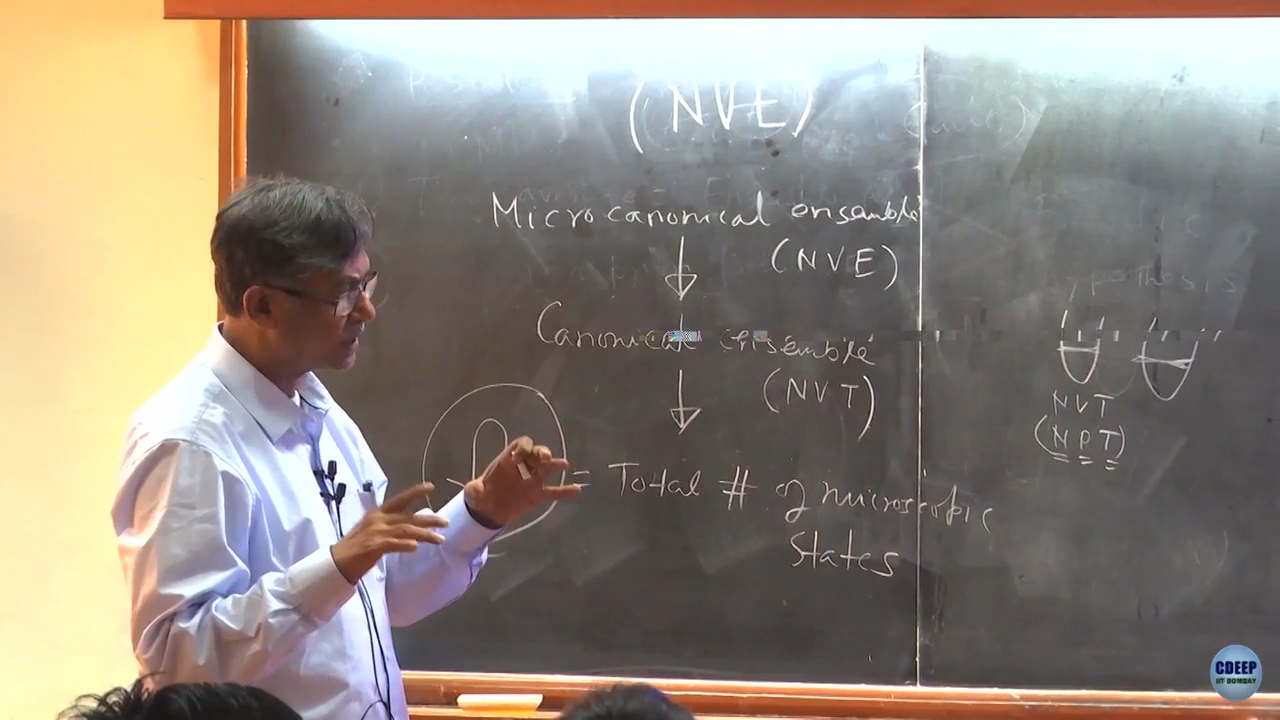 (NVE)
Microcanonical ensemble
(NVE)
Canonical ensemble
(NVT)
NVT
(NPT)
= Total # of microscopic
States
CDEEP
IIT BOMBAY